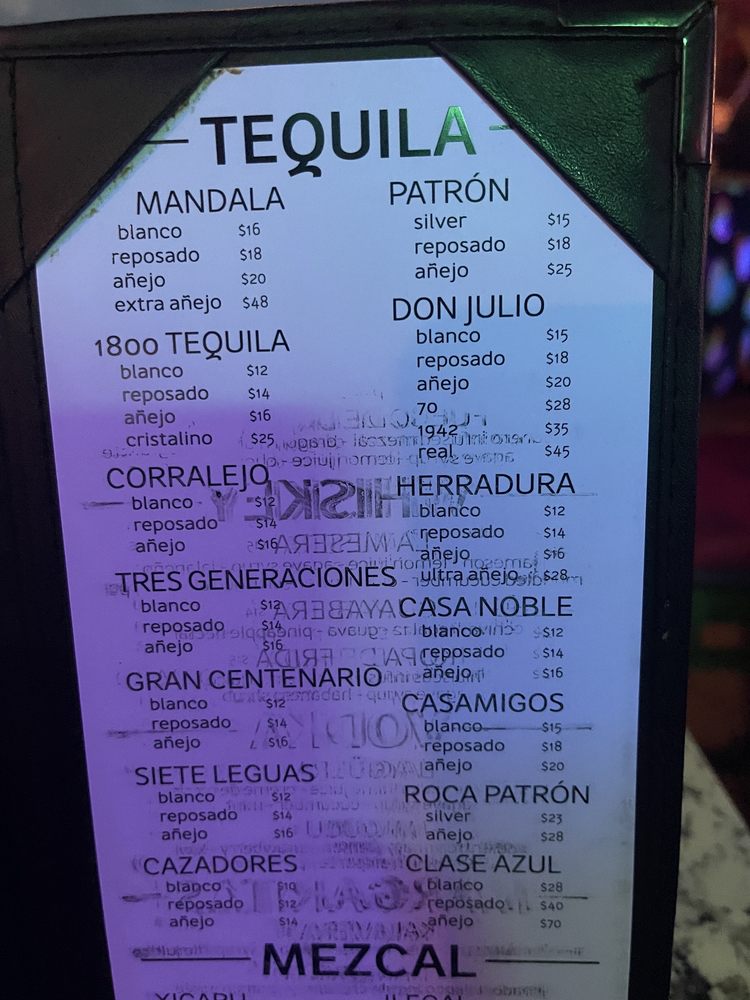 TEQUILA
MANDALA
blanco $16
reposado $18
añejo $20
extra añejo $48
1800 TEQUILA
blanco $12
reposado $14
añejo $16
cristalino $25
CORRALEJO
blanco $12
reposado $14
añejo $16
TRES GENERACIONES
blanco $12
reposado $14
añejo $16
GRAN CENTENARIO
blanco $12
reposado $14
añejo $16
SIETE LEGUAS
blanco $12
reposado $14
añejo $16
CAZADORES
blanco $10
reposado $12
añejo $14
PATRÓN
silver $15
reposado $18
añejo $25
DON JULIO
blanco $15
reposado $18
añejo $20
70 $28
1942 $35
real $45
HERRADURA
blanco $12
reposado $14
añejo $16
ultra añejo $28
CASA NOBLE
blanco $12
reposado $14
añejo $16
CASAMIGOS
blanco $15
reposado $18
añejo $20
ROCA PATRÓN
silver $23
añejo $28
CLASE AZUL
blanco $28
reposado $40
añejo $70
MEZCAL